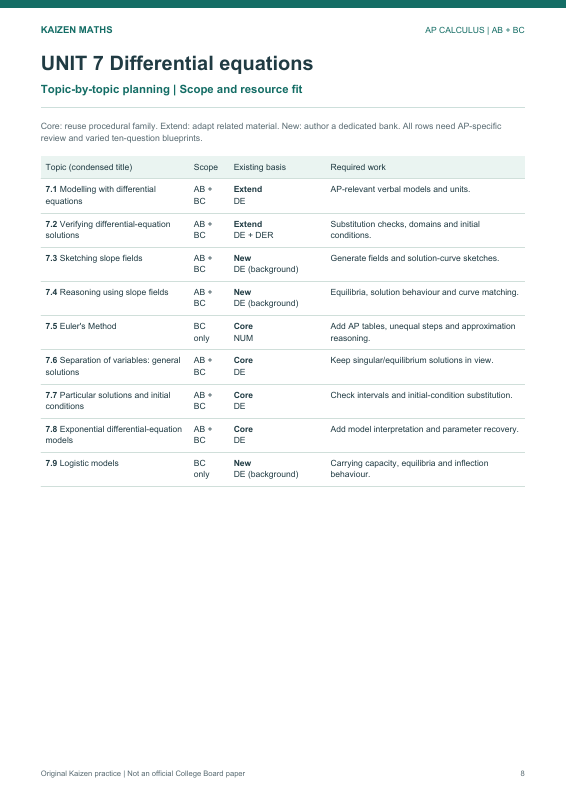 KAIZEN MATHS
AP CALCULUS | AB + BC
UNIT 7 Differential equations
Topic-by-topic planning | Scope and resource fit
Core: reuse procedural family. Extend: adapt related material. New: author a dedicated bank. All rows need AP-specific
review and varied ten-question blueprints.
Topic (condensed title) Scope Existing basis Required work
7.1 Modelling with differential
equations
AB +
BC
Extend
DE
AP-relevant verbal models and units.
7.2 Verifying differential-equation
solutions
AB +
BC
Extend
DE + DER
Substitution checks, domains and initial
conditions.
7.3 Sketching slope fields
AB +
BC
New
DE (background)
Generate fields and solution-curve sketches.
7.4 Reasoning using slope fields
AB +
BC
New
DE (background)
Equilibria, solution behaviour and curve matching.
7.5 Euler's Method
BC
only
Core
NUM
Add AP tables, unequal steps and approximation
reasoning.
7.6 Separation of variables: general
solutions
AB +
BC
Core
DE
Keep singular/equilibrium solutions in view.
7.7 Particular solutions and initial
conditions
AB +
BC
Core
DE
Check intervals and initial-condition substitution.
7.8 Exponential differential-equation
models
AB +
BC
Core
DE
Add model interpretation and parameter recovery.
7.9 Logistic models
BC
only
New
DE (background)
Carrying capacity, equilibria and inflection
behaviour.
Original Kaizen practice | Not an official College Board paper
8